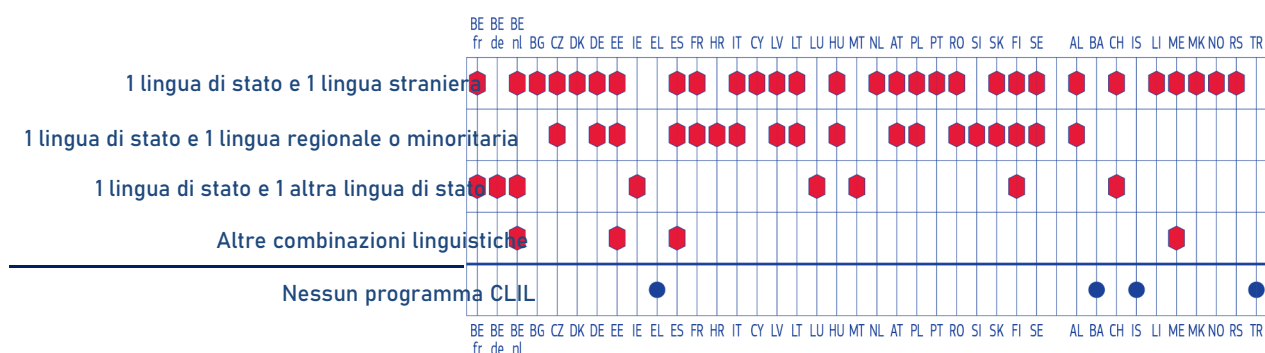 BE BE BE
fr de nl BG CZ DK DE EE IE EL ES FR HR IT CY LV LT LU HU MT NL AT PL PT RO SI SK FI SE AL BA CH IS LI ME MK NO RS TR
1 lingua di stato e 1 lingua straniera
1 lingua di stato e 1 lingua regionale o minoritaria
1 lingua di stato e 1 altra lingua di stato
Altre combinazioni linguistiche
Nessun programma CLIL
BE BE BE BG CZ DK DE EE IE EL ES FR HR IT CY LV LT LU HU MT NL AT PL PT RO SI SK FI SE AL BA CH IS LI ME MK NO RS TR
fr de nl